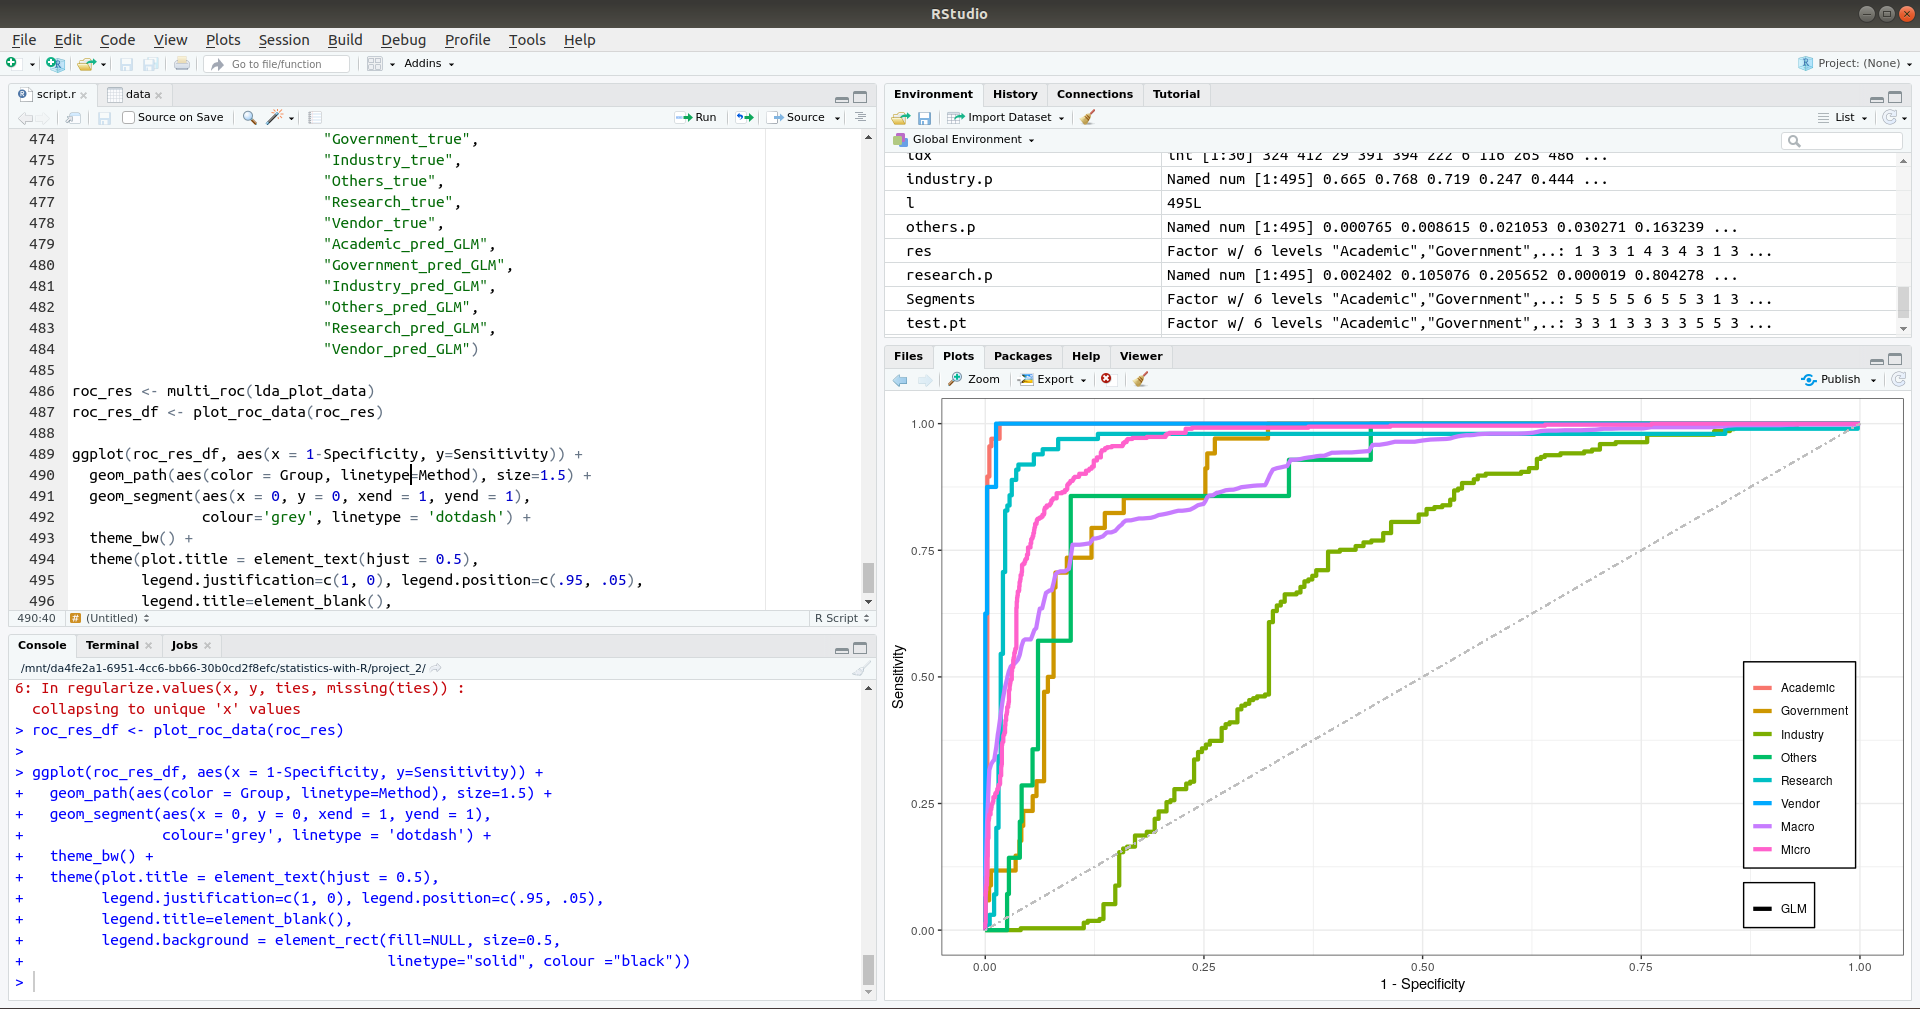 RStudio
File Edit Code View Plots Session Build Debug Profile Tools Help
Go to file/function Addins Project: (None)
script.r data
Source on Save Run Source
474 "Government_true",
475 "Industry_true",
476 "Others_true",
477 "Research_true",
478 "Vendor_true",
479 "Academic_pred_GLM",
480 "Government_pred_GLM",
481 "Industry_pred_GLM",
482 "Others_pred_GLM",
483 "Research_pred_GLM",
484 "Vendor_pred_GLM")
485
486 roc_res <- multi_roc(lda_plot_data)
487 roc_res_df <- plot_roc_data(roc_res)
488
489 ggplot(roc_res_df, aes(x = 1-Specificity, y=Sensitivity)) +
490 geom_path(aes(color = Group, linetype=Method), size=1.5) +
491 geom_segment(aes(x = 0, y = 0, xend = 1, yend = 1),
492 colour='grey', linetype = 'dotdash') +
493 theme_bw() +
494 theme(plot.title = element_text(hjust = 0.5),
495 legend.justification=c(1, 0), legend.position=c(.95, .05),
496 legend.title=element_blank(),
490:40 # (Untitled) R Script
Console Terminal Jobs
/mnt/da4fe2a1-6951-4cc6-bb66-30b0cd2f8efc/statistics-with-R/project_2/
6: In regularize.values(x, y, ties, missing(ties)) :
collapsing to unique 'x' values
> roc_res_df <- plot_roc_data(roc_res)
>
> ggplot(roc_res_df, aes(x = 1-Specificity, y=Sensitivity)) +
+ geom_path(aes(color = Group, linetype=Method), size=1.5) +
+ geom_segment(aes(x = 0, y = 0, xend = 1, yend = 1),
+ colour='grey', linetype = 'dotdash') +
+ theme_bw() +
+ theme(plot.title = element_text(hjust = 0.5),
+ legend.justification=c(1, 0), legend.position=c(.95, .05),
+ legend.title=element_blank(),
+ legend.background = element_rect(fill=NULL, size=0.5,
+ linetype="solid", colour ="black"))
>
Environment History Connections Tutorial
Import Dataset List
Global Environment
int [1:30] 324 412 29 391 394 222 6 116 265 486 ...
industry.p Named num [1:495] 0.665 0.768 0.719 0.247 0.444 ...
l 495L
others.p Named num [1:495] 0.000765 0.008615 0.021053 0.030271 0.163239 ...
res Factor w/ 6 levels "Academic","Government",..: 1 3 3 1 4 3 4 3 1 3 ...
research.p Named num [1:495] 0.002402 0.105076 0.205652 0.000019 0.804278 ...
Segments Factor w/ 6 levels "Academic","Government",..: 5 5 5 5 6 5 5 3 1 3 ...
test.pt Factor w/ 6 levels "Academic","Government",..: 3 3 1 3 3 3 3 5 5 3 ...
Files Plots Packages Help Viewer
Zoom Export Publish
1.00
0.75
0.50
0.25
0.00
Sensitivity
Academic
Government
Industry
Others
Research
Vendor
Macro
Micro
GLM
0.00 0.25 0.50 0.75 1.00
1 - Specificity